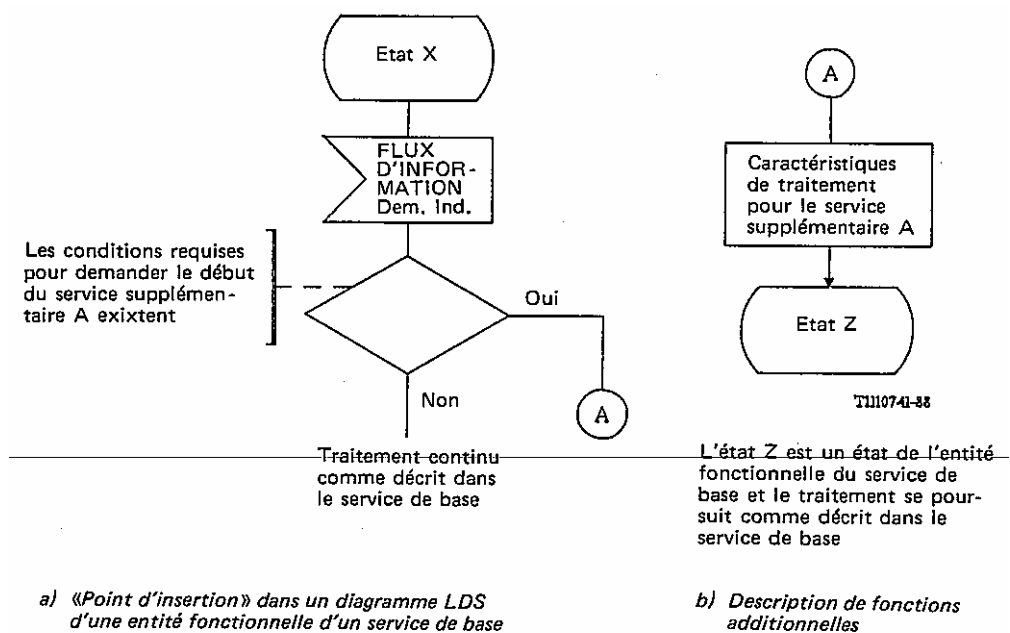 Etat X
FLUX
D'INFOR-
MATION
Dem. Ind.
Les conditions requises
pour demander le début
du service supplémen-
taire A exixtent
Oui
Non
A
Traitement continu
comme décrit dans
le service de base
a) «Point d'insertion» dans un diagramme LDS
d'une entité fonctionnelle d'un service de base
A
Caractéristiques
de traitement
pour le service
supplémentaire A
Etat Z
T1110741-88
L'état Z est un état de l'entité
fonctionnelle du service de
base et le traitement se pour-
suit comme décrit dans le
service de base
b) Description de fonctions
additionnelles